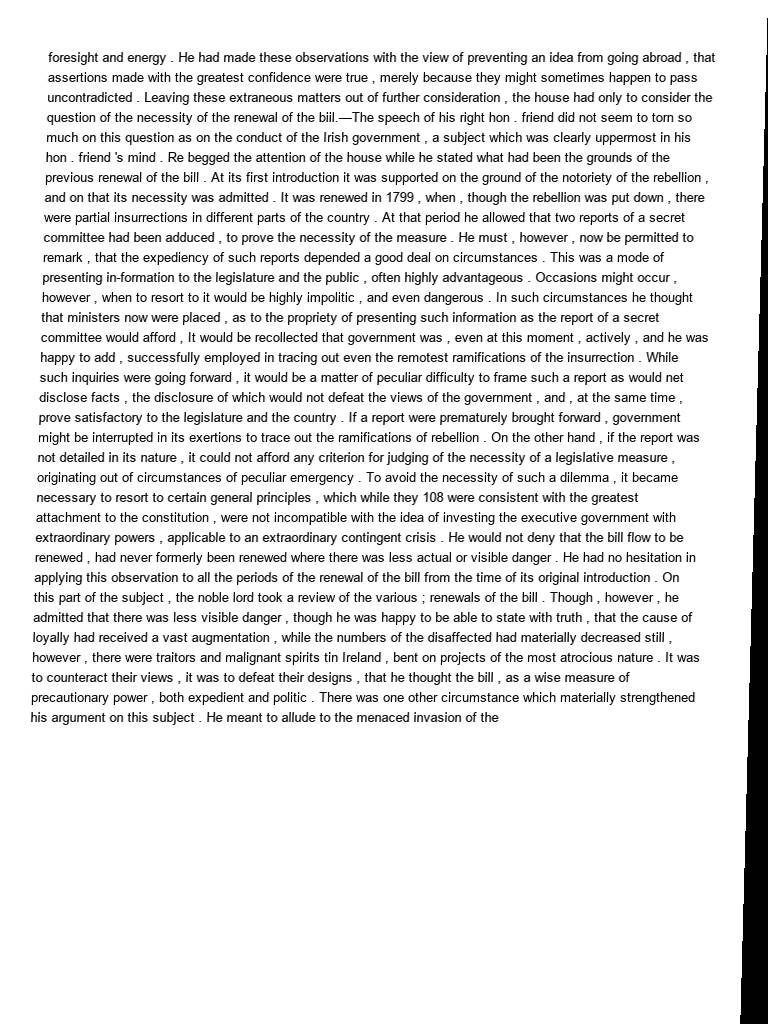 foresight and energy . He had made these observations with the view of preventing an idea from going abroad , that
assertions made with the greatest confidence were true , merely because they might sometimes happen to pass
uncontradicted . Leaving these extraneous matters out of further consideration , the house had only to consider the
question of the necessity of the renewal of the bill.—The speech of his right hon . friend did not seem to torn so
much on this question as on the conduct of the Irish government , a subject which was clearly uppermost in his
hon . friend 's mind . Re begged the attention of the house while he stated what had been the grounds of the
previous renewal of the bill . At its first introduction it was supported on the ground of the notoriety of the rebellion ,
and on that its necessity was admitted . It was renewed in 1799 , when , though the rebellion was put down , there
were partial insurrections in different parts of the country . At that period he allowed that two reports of a secret
committee had been adduced , to prove the necessity of the measure . He must , however , now be permitted to
remark , that the expediency of such reports depended a good deal on circumstances . This was a mode of
presenting in-formation to the legislature and the public , often highly advantageous . Occasions might occur ,
however , when to resort to it would be highly impolitic , and even dangerous . In such circumstances he thought
that ministers now were placed , as to the propriety of presenting such information as the report of a secret
committee would afford , It would be recollected that government was , even at this moment , actively , and he was
happy to add , successfully employed in tracing out even the remotest ramifications of the insurrection . While
such inquiries were going forward , it would be a matter of peculiar difficulty to frame such a report as would net
disclose facts , the disclosure of which would not defeat the views of the government , and , at the same time ,
prove satisfactory to the legislature and the country . If a report were prematurely brought forward , government
might be interrupted in its exertions to trace out the ramifications of rebellion . On the other hand , if the report was
not detailed in its nature , it could not afford any criterion for judging of the necessity of a legislative measure ,
originating out of circumstances of peculiar emergency . To avoid the necessity of such a dilemma , it became
necessary to resort to certain general principles , which while they 108 were consistent with the greatest
attachment to the constitution , were not incompatible with the idea of investing the executive government with
extraordinary powers , applicable to an extraordinary contingent crisis . He would not deny that the bill flow to be
renewed , had never formerly been renewed where there was less actual or visible danger . He had no hesitation in
applying this observation to all the periods of the renewal of the bill from the time of its original introduction . On
this part of the subject , the noble lord took a review of the various ; renewals of the bill . Though , however , he
admitted that there was less visible danger , though he was happy to be able to state with truth , that the cause of
loyally had received a vast augmentation , while the numbers of the disaffected had materially decreased still ,
however , there were traitors and malignant spirits tin Ireland , bent on projects of the most atrocious nature . It was
to counteract their views , it was to defeat their designs , that he thought the bill , as a wise measure of
precautionary power , both expedient and politic . There was one other circumstance which materially strengthened
his argument on this subject . He meant to allude to the menaced invasion of the